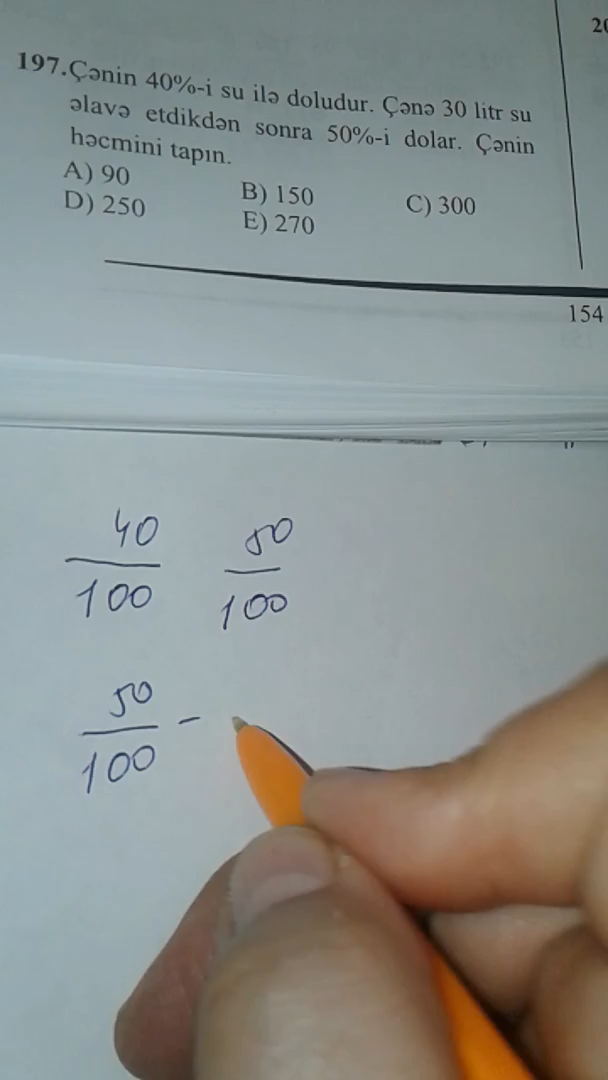 20
197.Çənin 40%-i su ilə doludur. Çənə 30 litr su
əlavə etdikdən sonra 50%-i dolar. Çənin
həcmini tapın.
A) 90 B) 150 C) 300
D) 250 E) 270
154
40/100 50/100
50/100 -